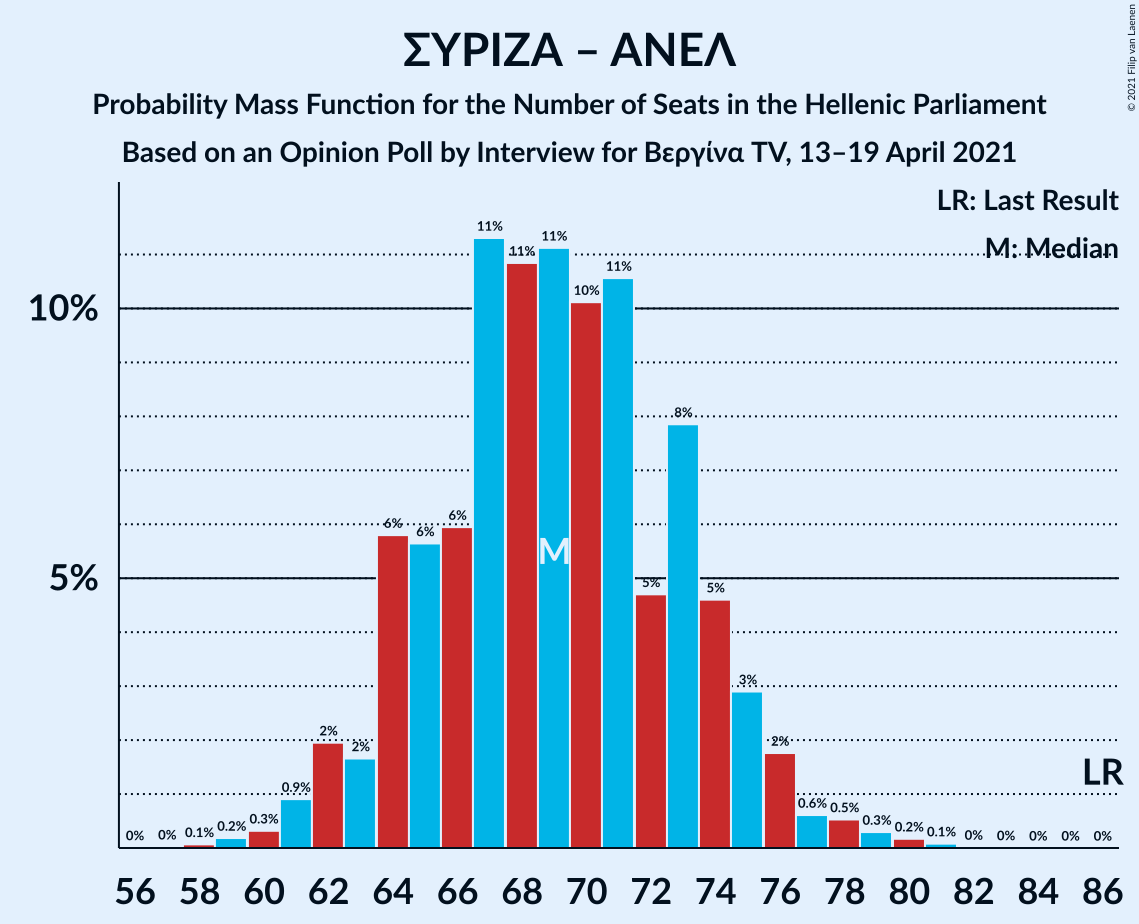 ΣΥΡΙΖΑ – ΑΝΕΛ
Probability Mass Function for the Number of Seats in the Hellenic Parliament
Based on an Opinion Poll by Interview for Βεργίνα TV, 13–19 April 2021
© 2021 Filip van Laenen
LR: Last Result
M: Median
10%
5%
0% 0% 0.1% 0.2% 0.3% 0.9% 2% 2% 6% 6% 6% 11% 11% 11% 10% 11% 5% 8% 5% 3% 2% 0.6% 0.5% 0.3% 0.2% 0.1% 0% 0% 0% 0% 0%
M
LR
56 58 60 62 64 66 68 70 72 74 76 78 80 82 84 86